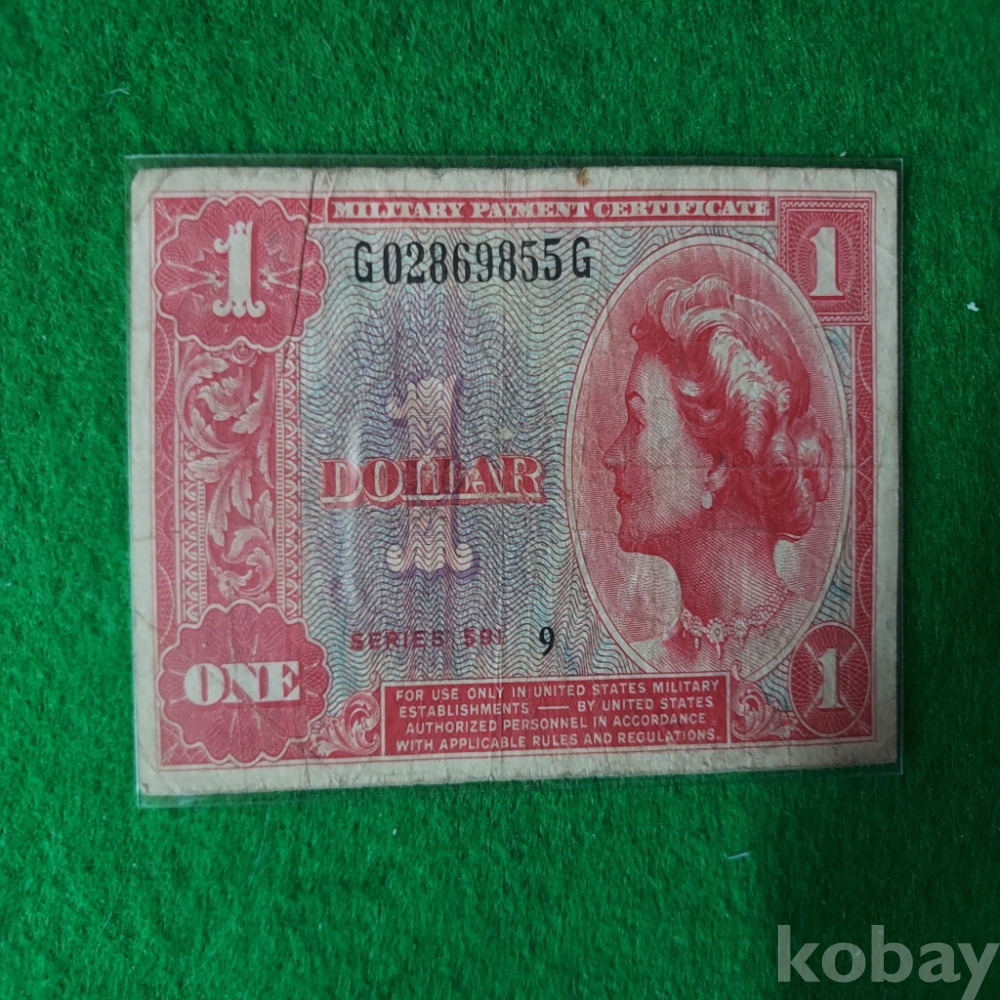 MILITARY PAYMENT CERTIFICATE
1
G02869855G
1
1
DOLLAR
SERIES
9
ONE
FOR USE ONLY IN UNITED STATES MILITARY
ESTABLISHMENTS — BY UNITED STATES
AUTHORIZED PERSONNEL IN ACCORDANCE
WITH APPLICABLE RULES AND REGULATIONS.
1
kobay